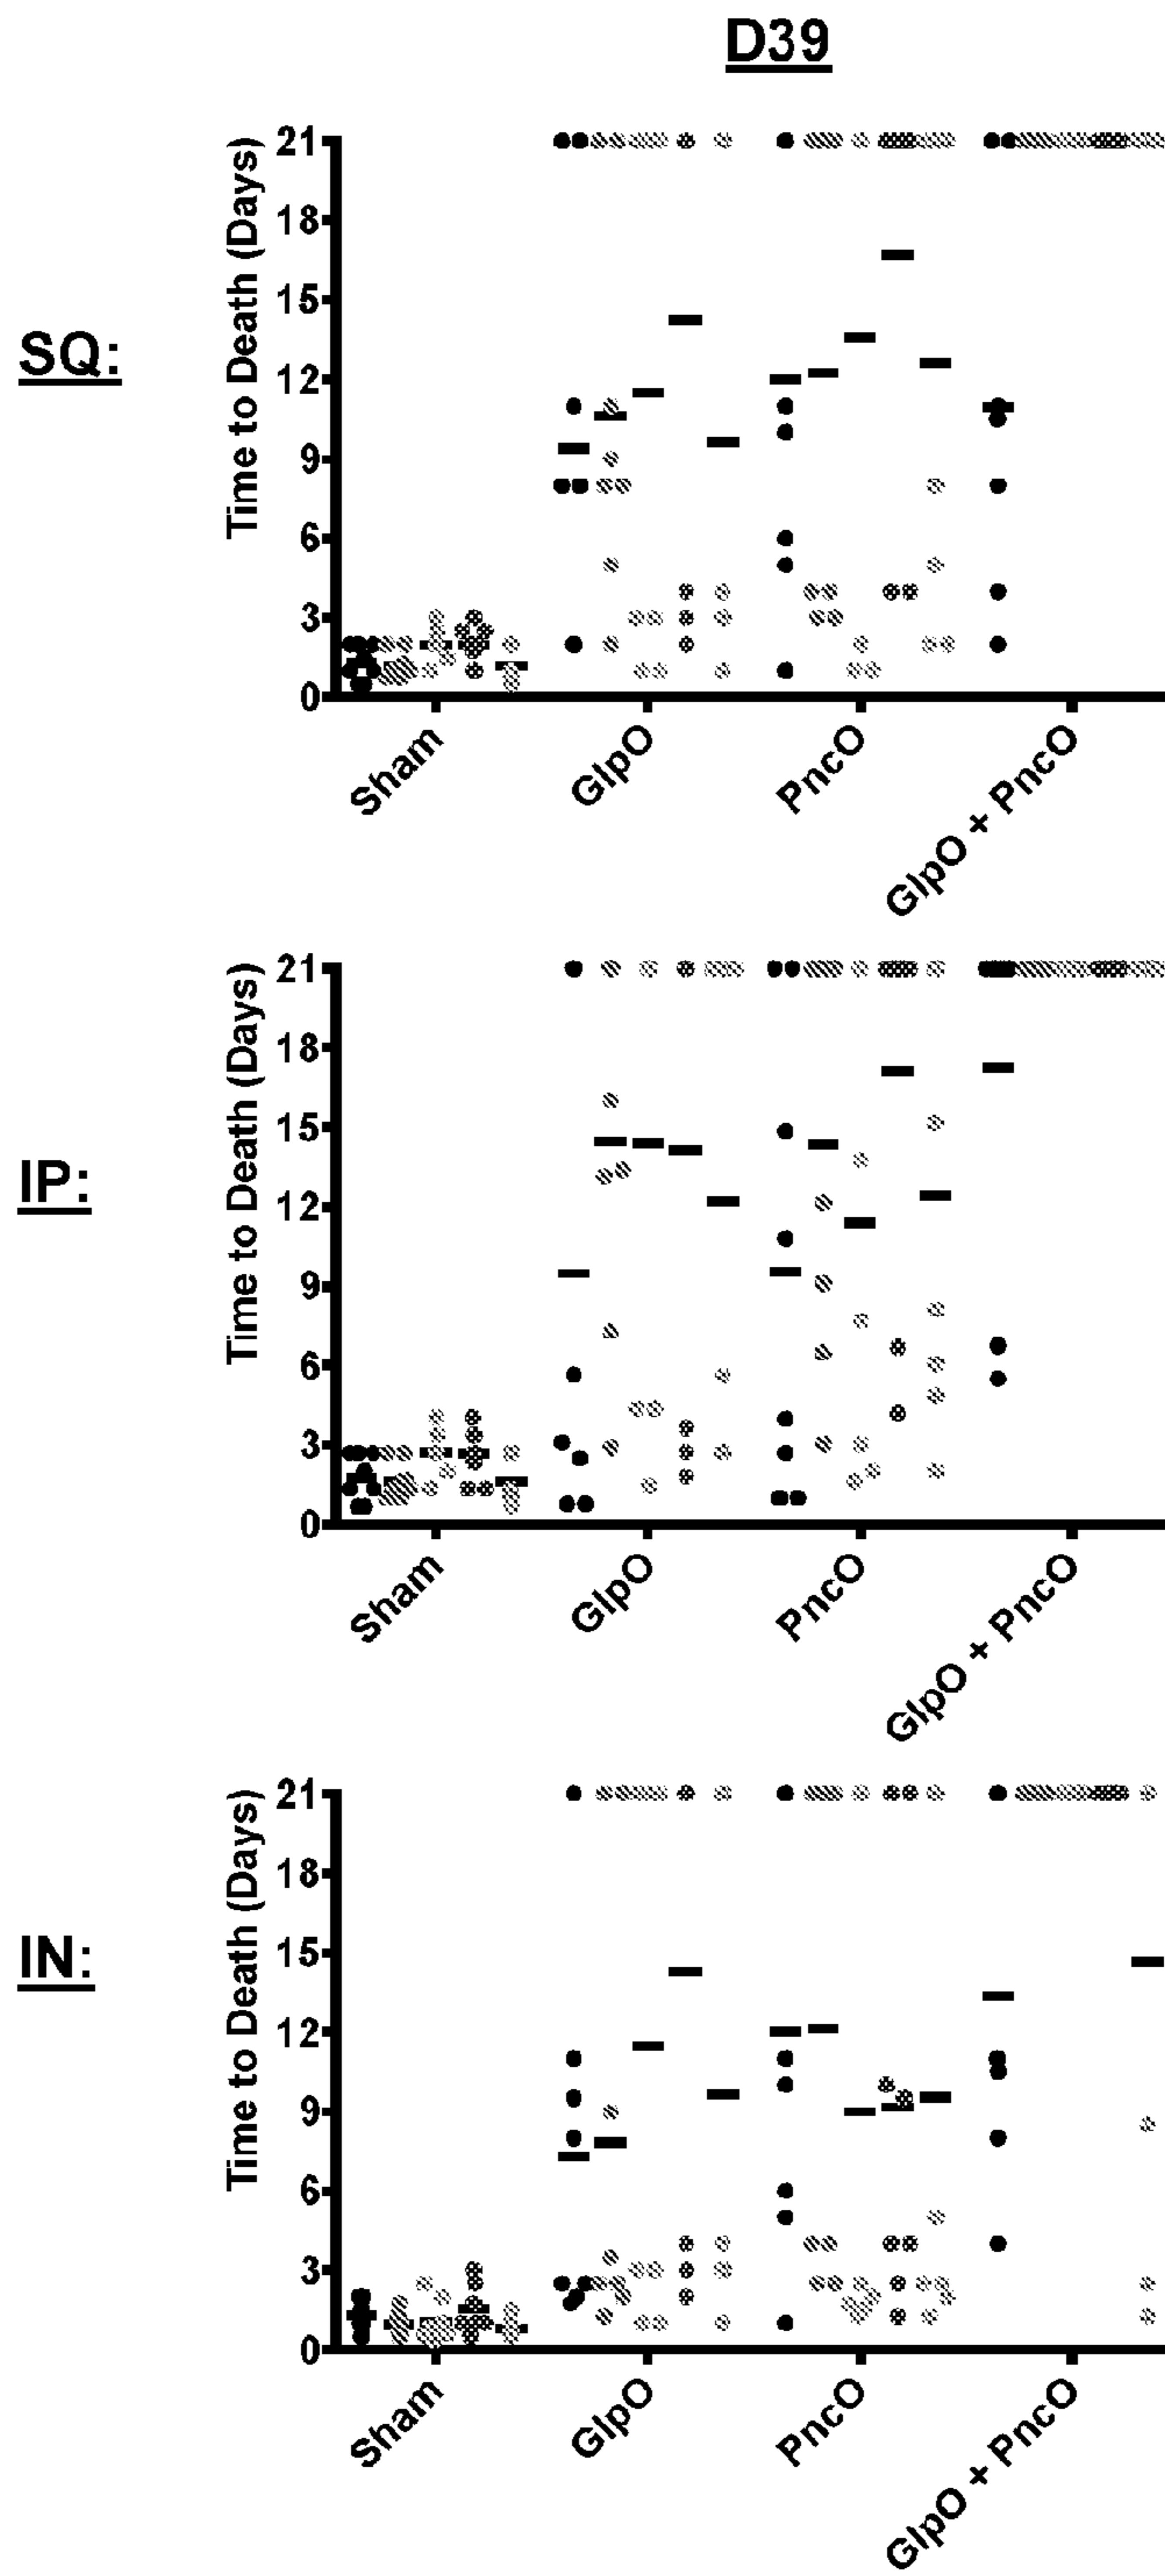 D39
SQ:
Time to Death (Days)
21
18
15
12
9
6
3
0
Sham
GlpO
PncO
GlpO + PncO
IP:
Time to Death (Days)
21
18
15
12
9
6
3
0
Sham
GlpO
PncO
GlpO + PncO
IN:
Time to Death (Days)
21
18
15
12
9
6
3
0
Sham
GlpO
PncO
GlpO + PncO